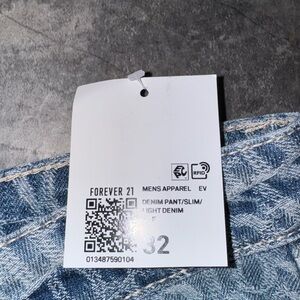 RFID
FOREVER 21 MENS APPAREL EV
DENIM PANT/SLIM/
LIGHT DENIM
32
013487590104